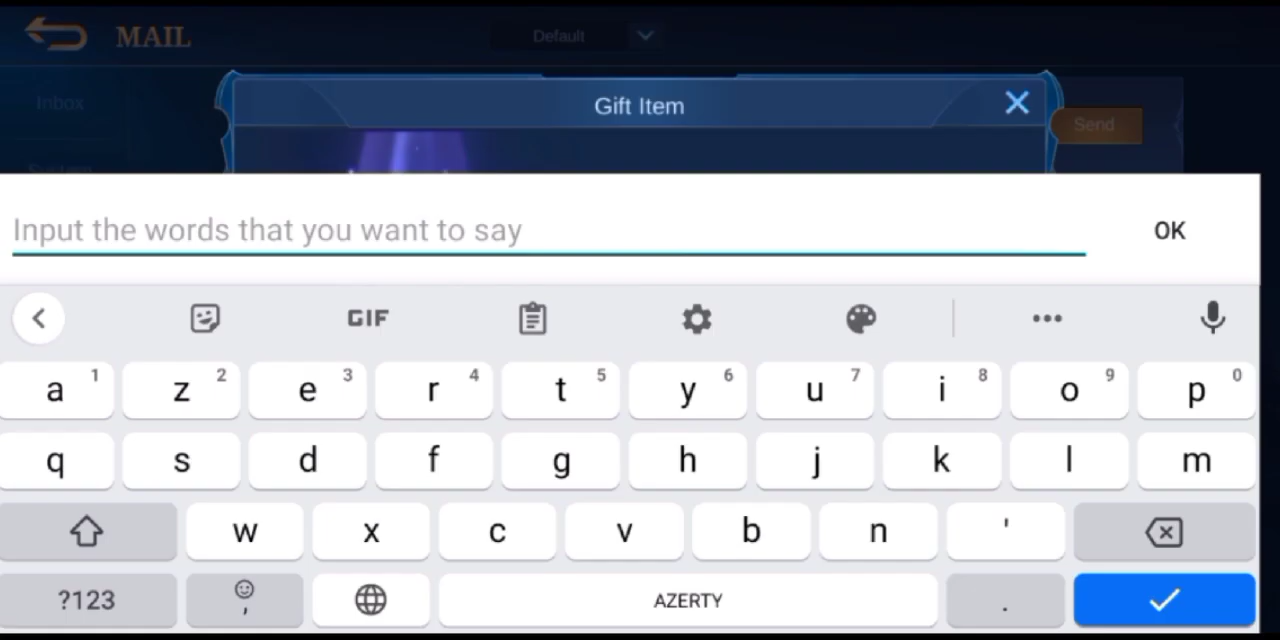 MAIL
Default
Inbox
Gift Item
Send
System
Input the words that you want to say
OK
GIF
a 1 z 2 e 3 r 4 t 5 y 6 u 7 i 8 o 9 p 0
q s d f g h j k l m
w x c v b n '
?123 , AZERTY .